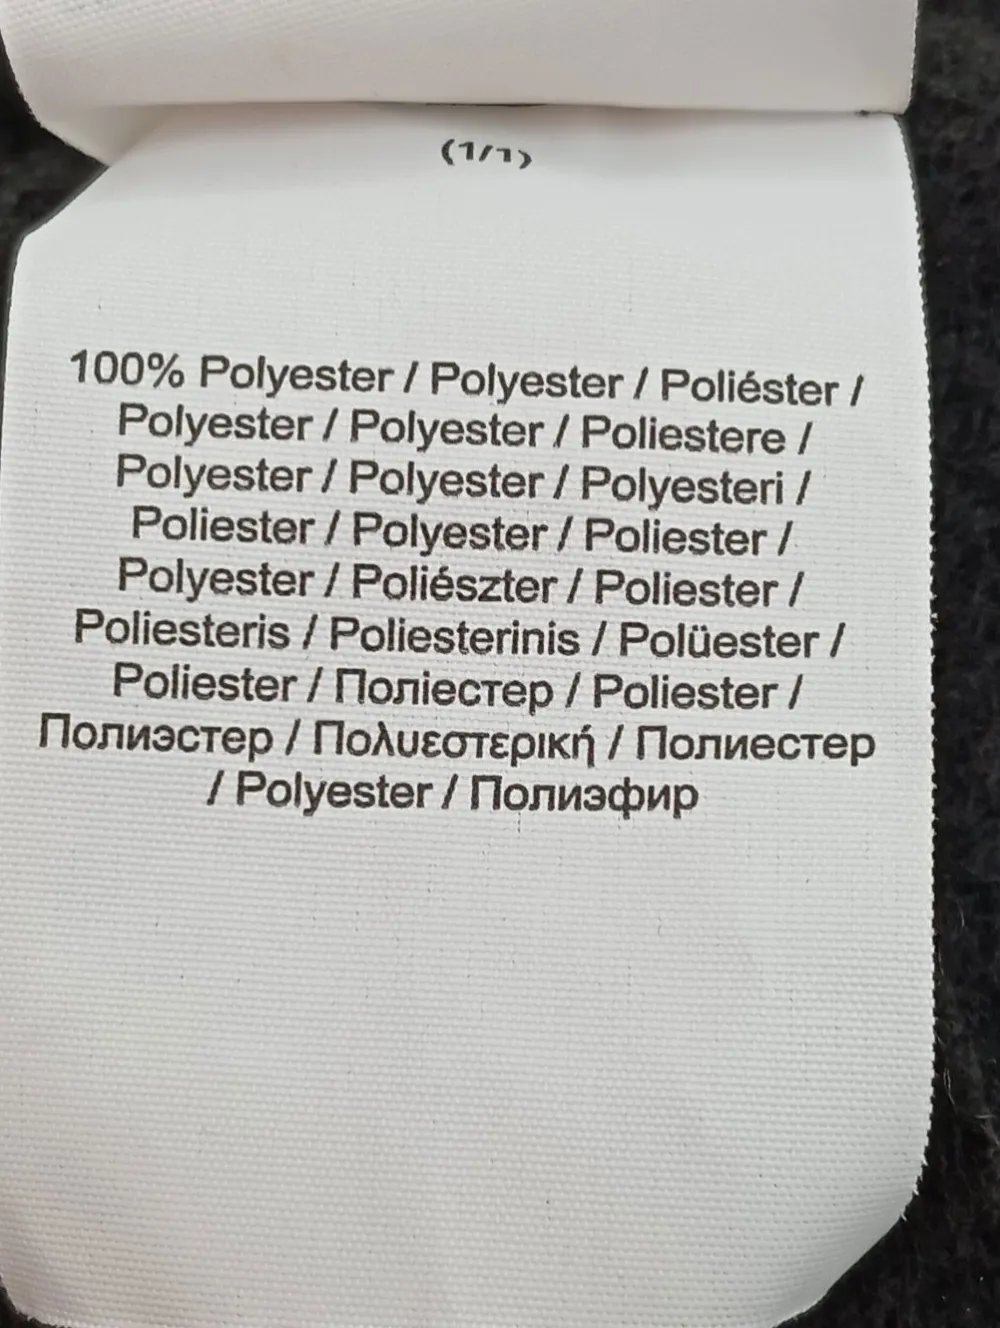 (1/1)
100% Polyester / Polyester / Poliéster /
Polyester / Polyester / Poliestere /
Polyester / Polyester / Polyesteri /
Poliester / Polyester / Poliester /
Polyester / Poliészter / Poliester /
Poliesteris / Poliesterinis / Polüester /
Poliester / Поліестер / Poliester /
Полиэстер / Πολυεστερική / Полиестер
/ Polyester / Полиэфир